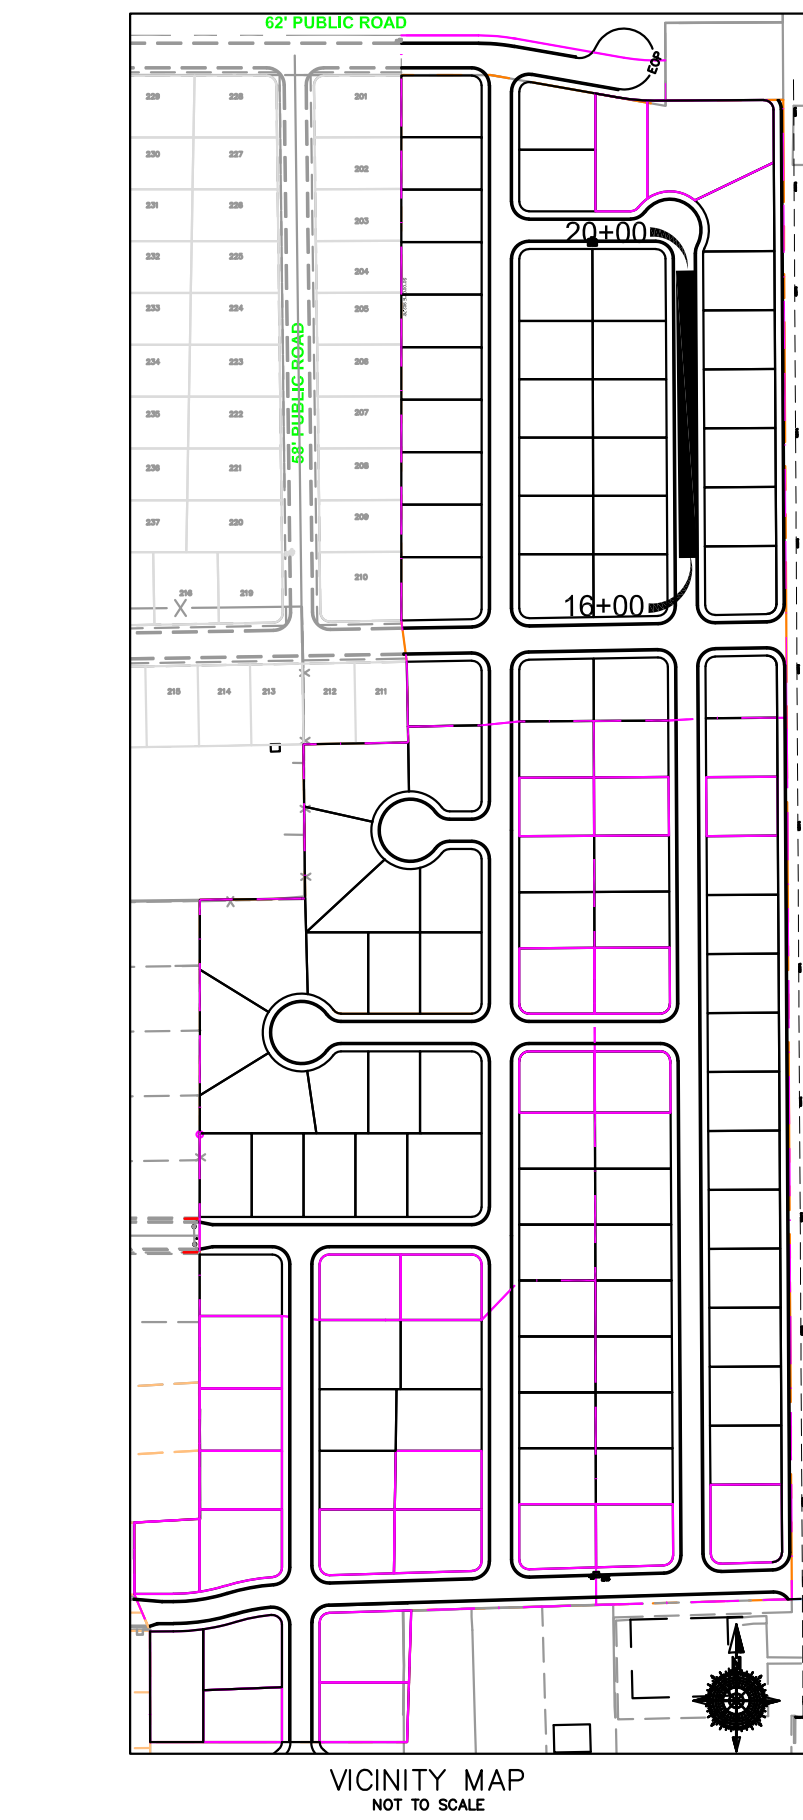 62' PUBLIC ROAD
EOP
229 228 201
230 227 202
231 226 203
20+00
232 225 204
233 224 205
58' PUBLIC ROAD
234 223 206
235 222 207
236 221 208
237 220 209
218 219 210
16+00
215 214 213 212 211
N
VICINITY MAP
NOT TO SCALE